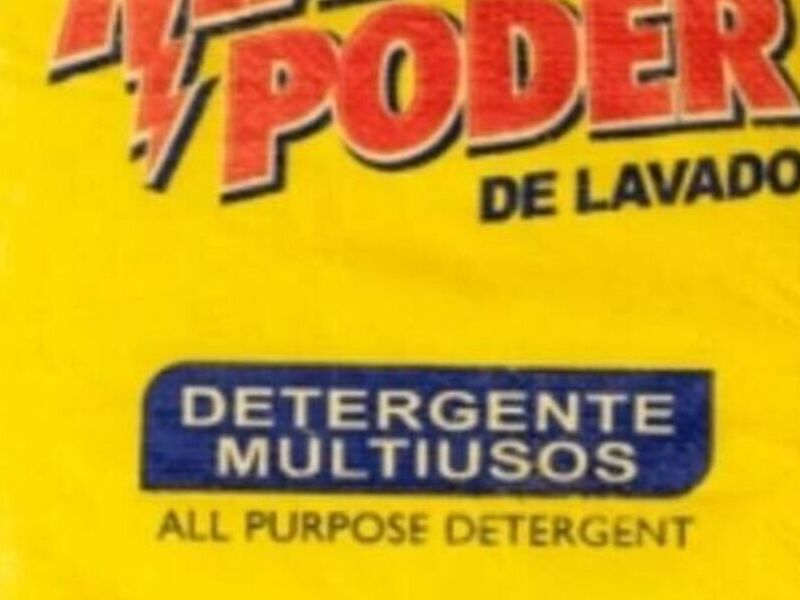 PODER
DE LAVADO
DETERGENTE
MULTIUSOS
ALL PURPOSE DETERGENT